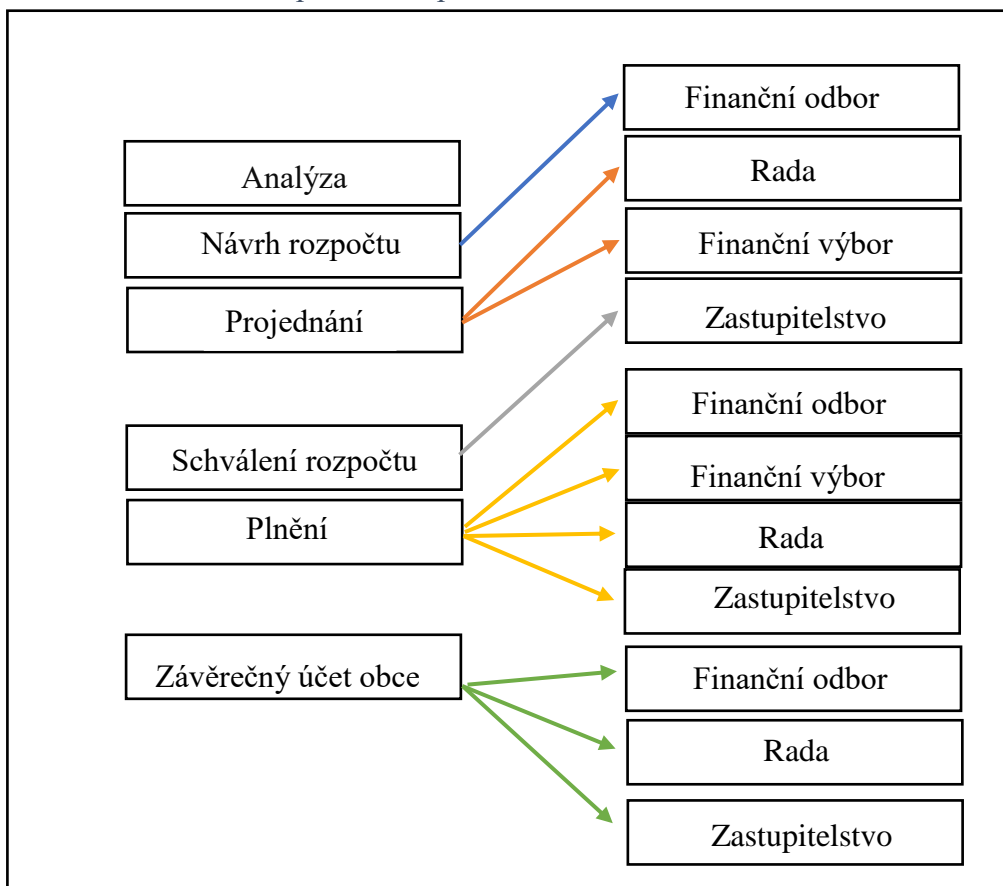 Analýza
Návrh rozpočtu
Projednání
Schválení rozpočtu
Plnění
Závěrečný účet obce
Finanční odbor
Rada
Finanční výbor
Zastupitelstvo
Finanční odbor
Finanční výbor
Rada
Zastupitelstvo
Finanční odbor
Rada
Zastupitelstvo